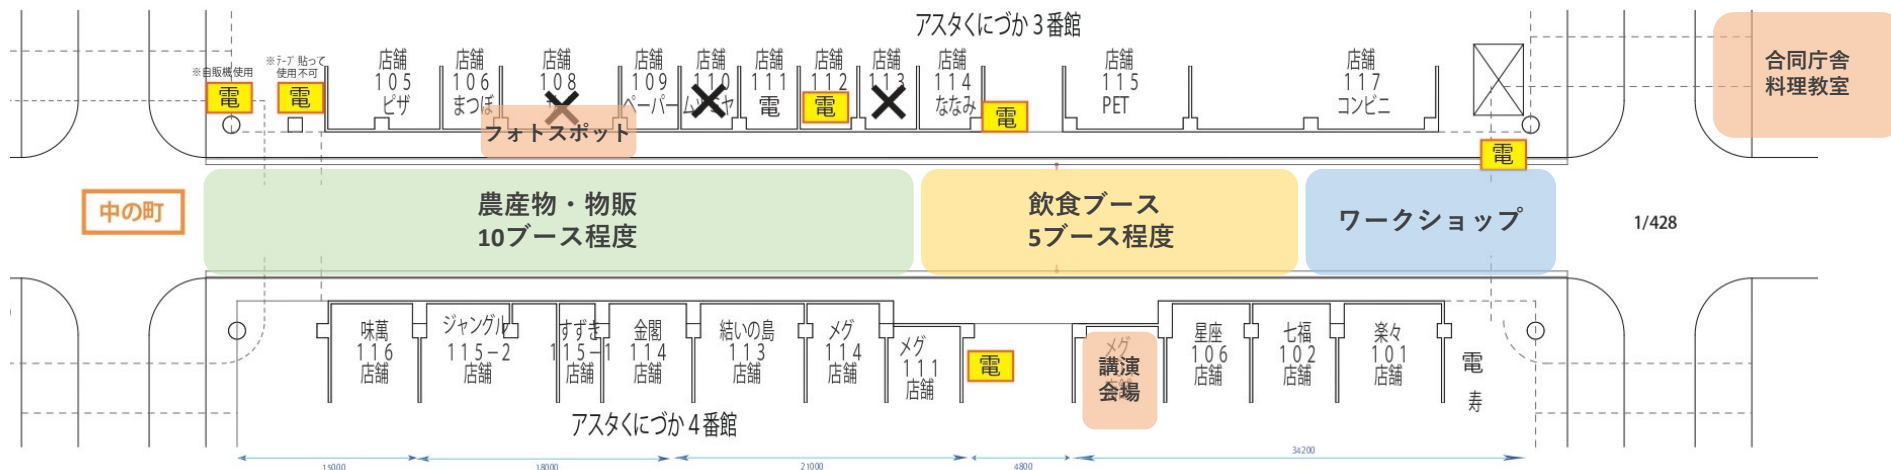 アスタくにづか３番館
合同庁舎
料理教室
※自販機使用
電
※テープ貼って
使用不可
電
店舗
１０５
ピザ
店舗
１０６
まつぼ
店舗
１０８
フォトスポット
店舗
１０９
ペーパー
店舗
１１０
店舗
１１１
電
店舗
１１２
電
店舗
１１３
店舗
１１４
ななみ
電
店舗
１１５
PET
店舗
１１７
コンビニ
電
中の町
農産物・物販
10ブース程度
飲食ブース
5ブース程度
ワークショップ
1/428
味萬
１１６
店舗
ジャングル
１１５－２
店舗
すずき
１１５－１
店舗
金閣
１１４
店舗
結いの島
１１３
店舗
メグ
１１４
店舗
メグ
１１１
店舗
電
メグ
講演
会場
星座
１０６
店舗
七福
１０２
店舗
楽々
１０１
店舗
電
寿
アスタくにづか４番館
15000
18000
21000
4800
34200